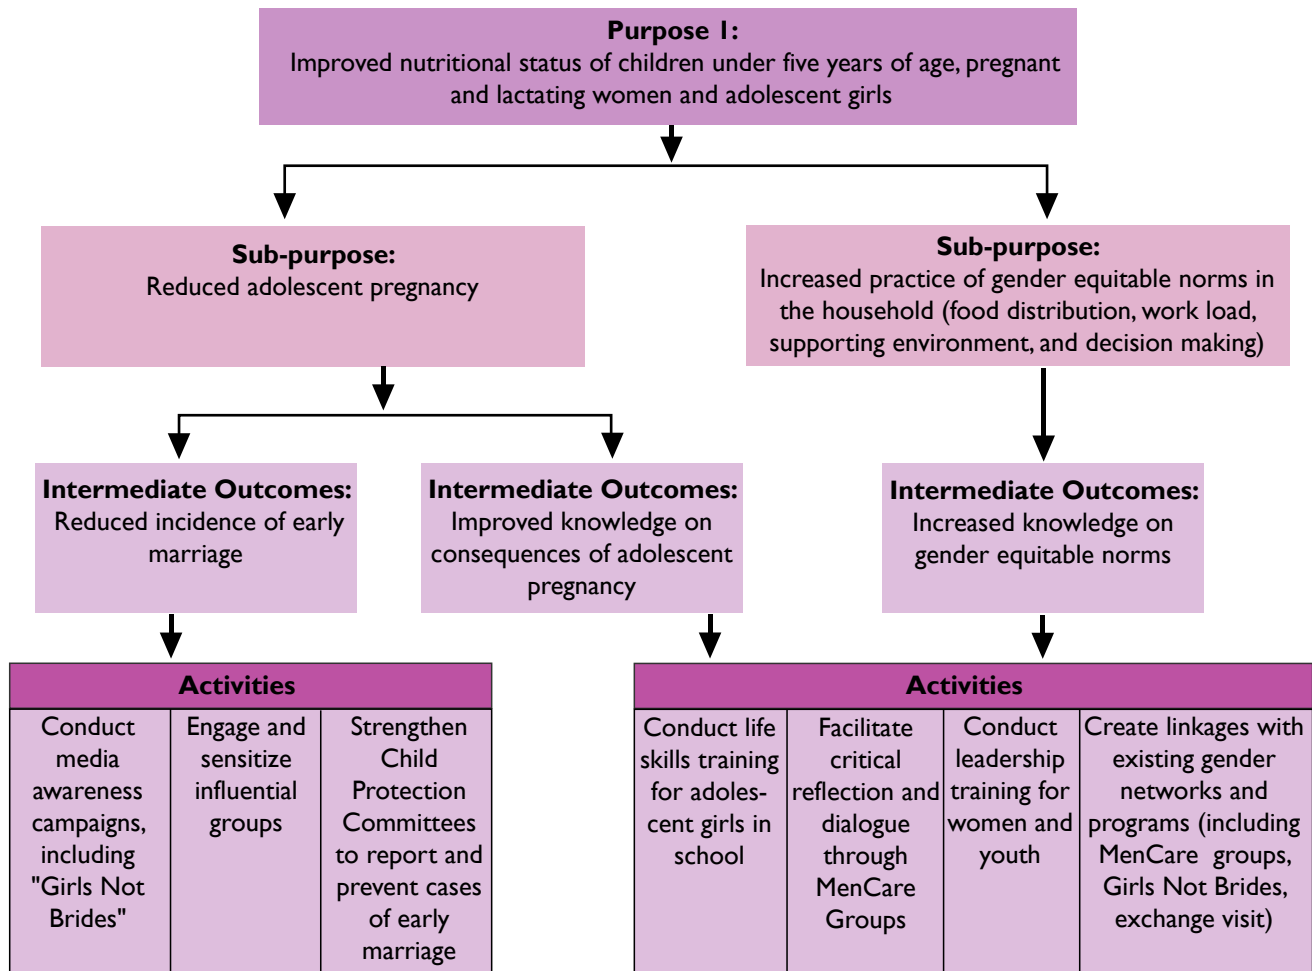 Purpose 1:
Improved nutritional status of children under five years of age, pregnant
and lactating women and adolescent girls
Sub-purpose:
Reduced adolescent pregnancy
Sub-purpose:
Increased practice of gender equitable norms in
the household (food distribution, work load,
supporting environment, and decision making)
Intermediate Outcomes:
Reduced incidence of early
marriage
Intermediate Outcomes:
Improved knowledge on
consequences of adolescent
pregnancy
Intermediate Outcomes:
Increased knowledge on
gender equitable norms
Activities
Conduct
media
awareness
campaigns,
including
"Girls Not
Brides"
Engage and
sensitize
influential
groups
Strengthen
Child
Protection
Committees
to report and
prevent cases
of early
marriage
Activities
Conduct life
skills training
for adoles-
cent girls in
school
Facilitate
critical
reflection and
dialogue
through
MenCare
Groups
Conduct
leadership
training for
women and
youth
Create linkages with
existing gender
networks and
programs (including
MenCare groups,
Girls Not Brides,
exchange visit)